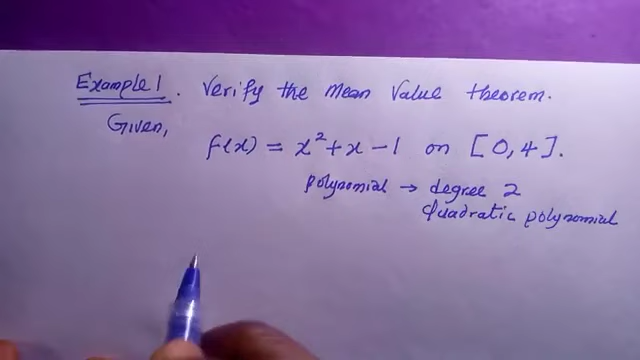 Example 1. Verify the Mean Value theorem.
Given,
f(x) = x² + x - 1 on [0, 4].
polynomial → degree 2
quadratic polynomial